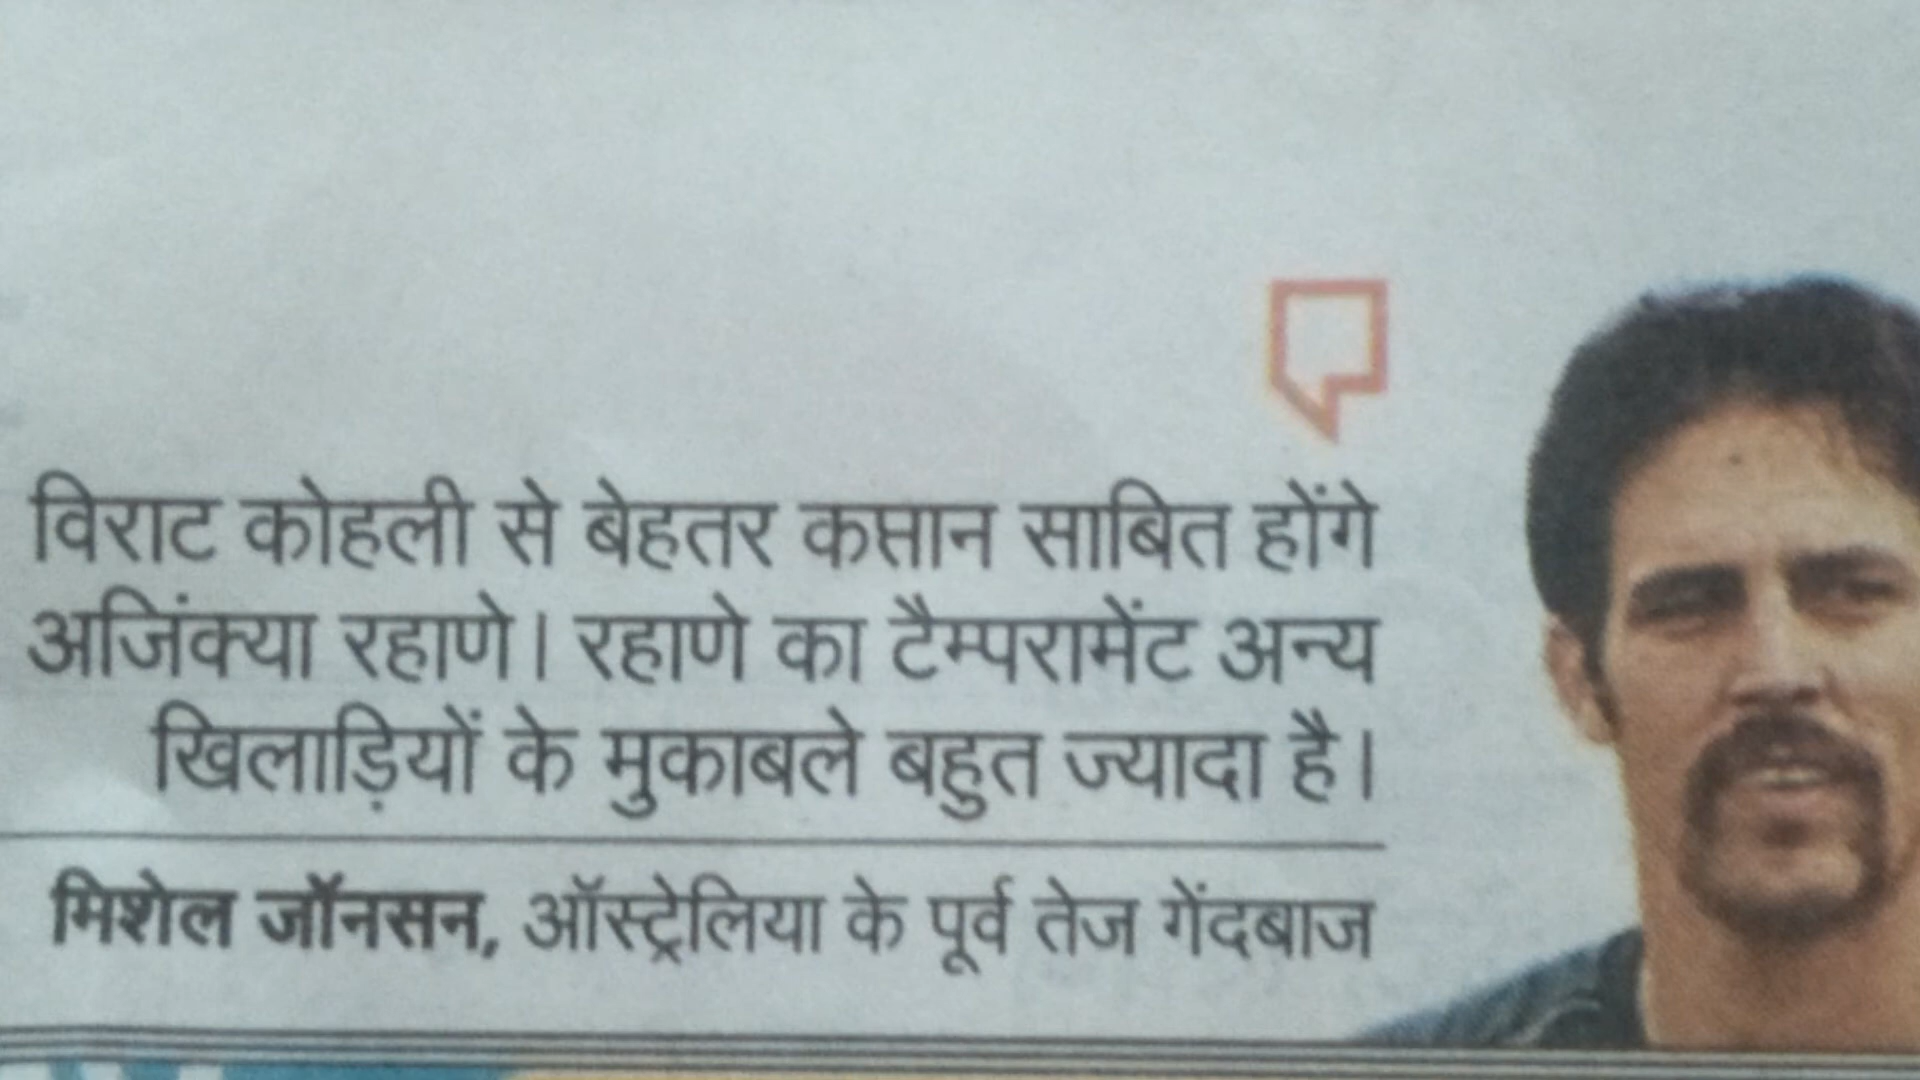 विराट कोहली से बेहतर कप्तान साबित होंगे
अजिंक्या रहाणे। रहाणे का टैम्परामेंट अन्य
खिलाड़ियों के मुकाबले बहुत ज्यादा है।
मिशेल जॉनसन, ऑस्ट्रेलिया के पूर्व तेज गेंदबाज